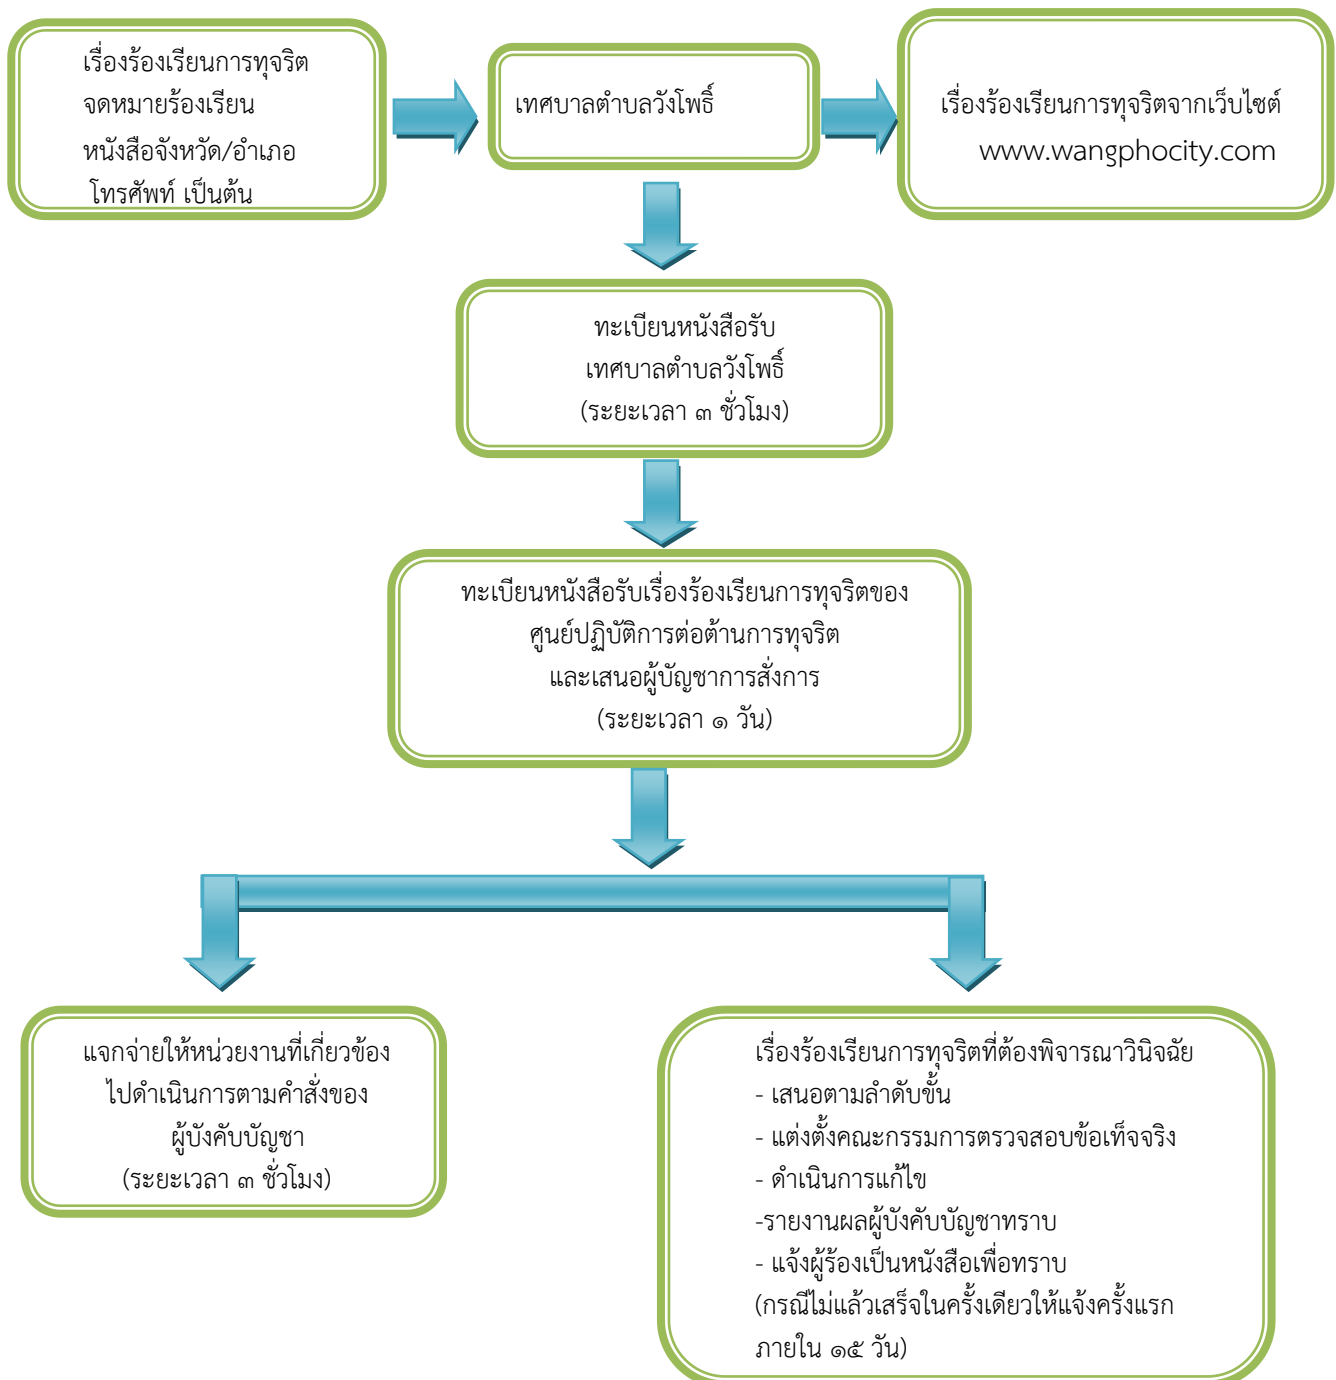 เรื่องร้องเรียนการทุจริต
จดหมายร้องเรียน
หนังสือจังหวัด/อำเภอ
โทรศัพท์ เป็นต้น
เทศบาลตำบลวังโพธิ์
เรื่องร้องเรียนการทุจริตจากเว็บไซต์
www.wangphocity.com
ทะเบียนหนังสือรับ
เทศบาลตำบลวังโพธิ์
(ระยะเวลา ๓ ชั่วโมง)
ทะเบียนหนังสือรับเรื่องร้องเรียนการทุจริตของ
ศูนย์ปฏิบัติการต่อต้านการทุจริต
และเสนอผู้บัญชาการสั่งการ
(ระยะเวลา ๑ วัน)
แจกจ่ายให้หน่วยงานที่เกี่ยวข้อง
ไปดำเนินการตามคำสั่งของ
ผู้บังคับบัญชา
(ระยะเวลา ๓ ชั่วโมง)
เรื่องร้องเรียนการทุจริตที่ต้องพิจารณาวินิจฉัย
- เสนอตามลำดับขั้น
- แต่งตั้งคณะกรรมการตรวจสอบข้อเท็จจริง
- ดำเนินการแก้ไข
-รายงานผลผู้บังคับบัญชาทราบ
- แจ้งผู้ร้องเป็นหนังสือเพื่อทราบ
(กรณีไม่แล้วเสร็จในครั้งเดียวให้แจ้งครั้งแรก
ภายใน ๑๕ วัน)